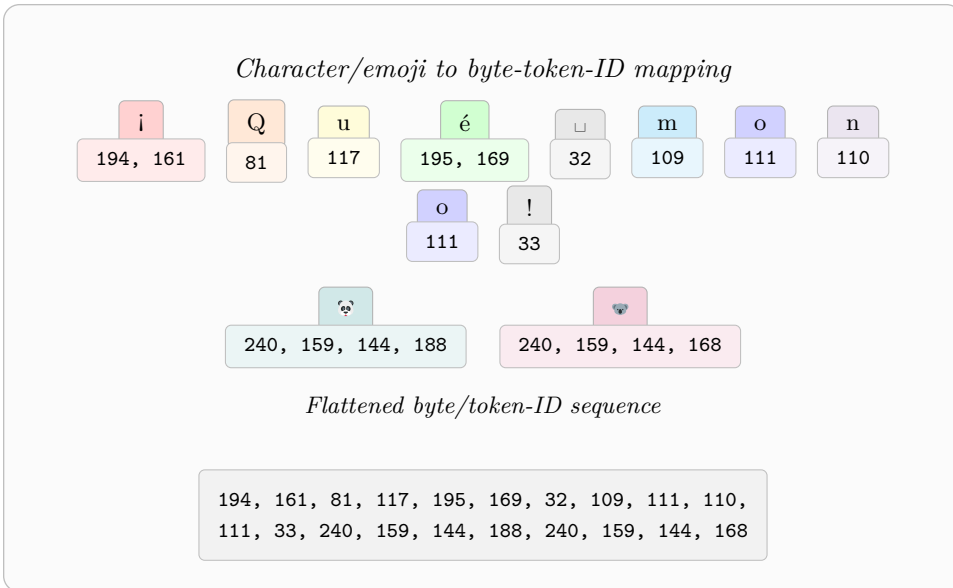 Character/emoji to byte-token-ID mapping
¡ Q u é ␣ m o n
194, 161 81 117 195, 169 32 109 111 110
o !
111 33
🐼 🐨
240, 159, 144, 188 240, 159, 144, 168
Flattened byte/token-ID sequence
194, 161, 81, 117, 195, 169, 32, 109, 111, 110,
111, 33, 240, 159, 144, 188, 240, 159, 144, 168